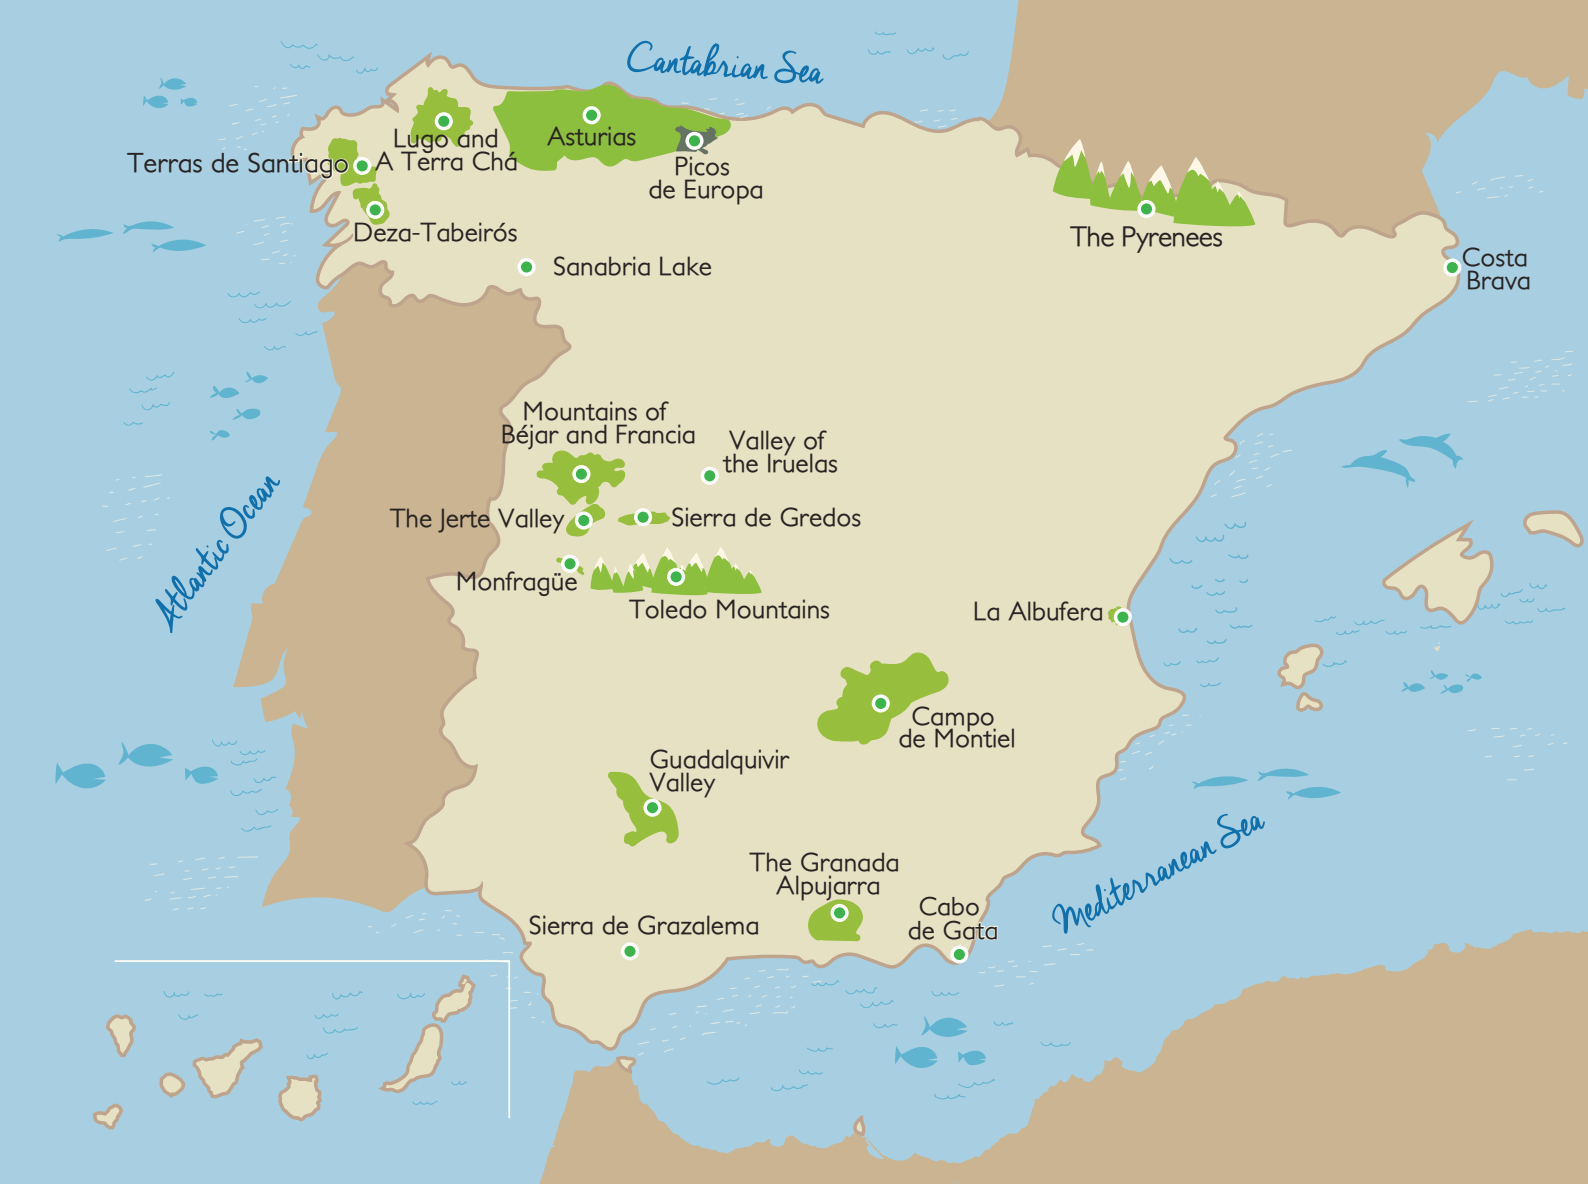 Cantabrian Sea
Lugo and
A Terra Chá
Asturias
Terras de Santiago
Picos
de Europa
Deza-Tabeirós
The Pyrenees
Sanabria Lake
Costa
Brava
Mountains of
Béjar and Francia
Valley of
the Iruelas
The Jerte Valley
Sierra de Gredos
Atlantic Ocean
Monfragüe
Toledo Mountains
La Albufera
Campo
de Montiel
Guadalquivir
Valley
Mediterranean Sea
The Granada
Alpujarra
Cabo
de Gata
Sierra de Grazalema